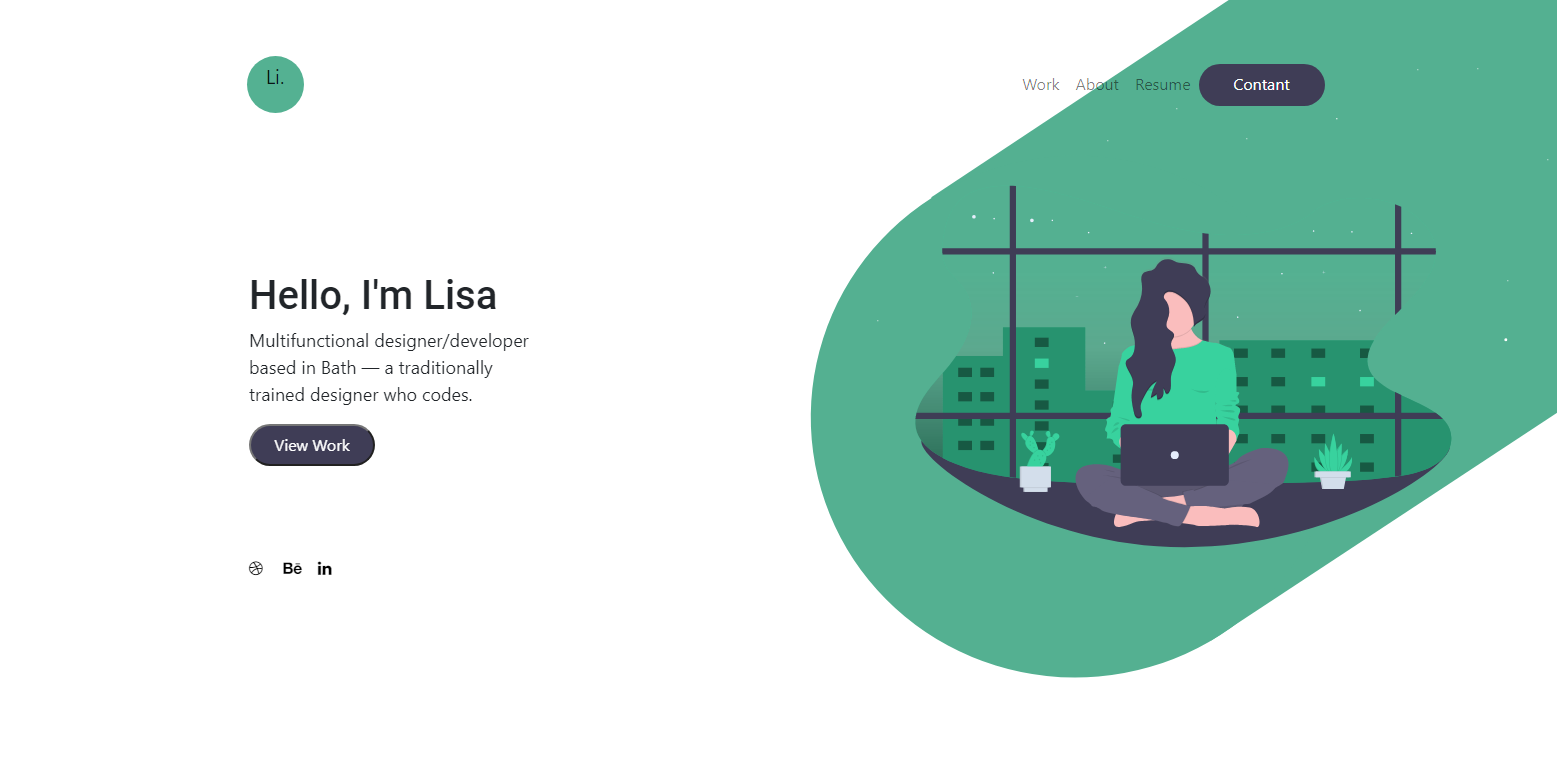 Li.
Work About Resume Contant
Hello, I'm Lisa
Multifunctional designer/developer
based in Bath — a traditionally
trained designer who codes.
View Work
Bē in